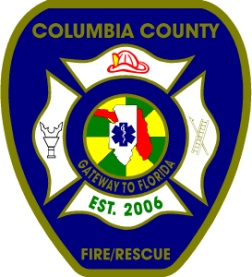 COLUMBIA COUNTY
GATEWAY TO FLORIDA
EST. 2006
FIRE/RESCUE